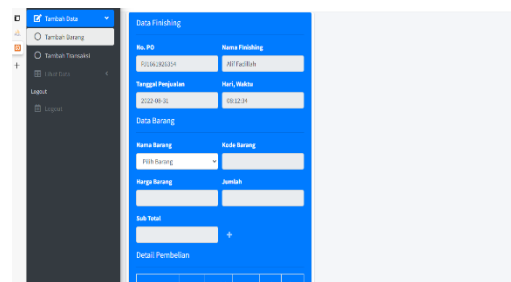 Tambah Data
Tambah Barang
Tambah Transaksi
Lihat Data
Logout
Logout
Data Finishing
No. PO
Nama Finishing
Afif Fadillah
Tanggal Penjualan
Hari, Waktu
2022-08-31
Data Barang
Nama Barang
Kode Barang
Pilih Barang
Harga Barang
Jumlah
Sub Total
+
Detail Pembelian